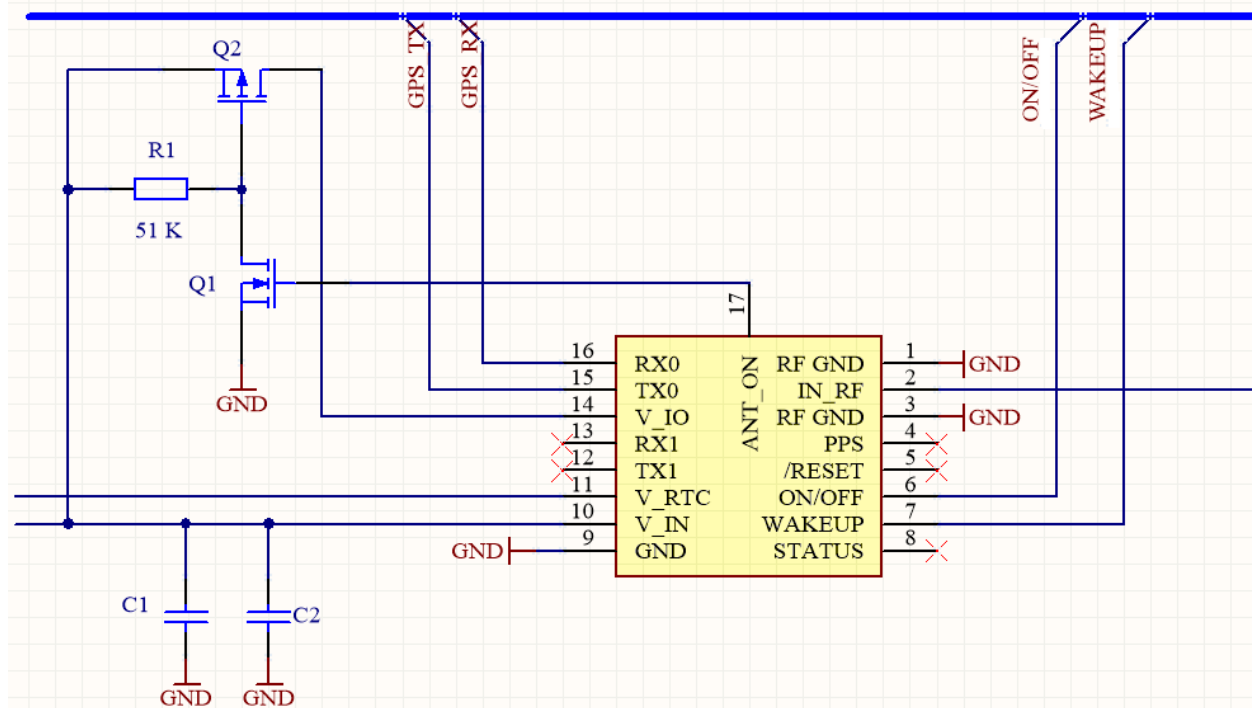 Q2
GPS TX
GPS RX
ON/OFF
WAKEUP
R1
51 K
Q1
GND
17
ANT_ON
16 RX0
15 TX0
14 V_IO
13 RX1
12 TX1
11 V_RTC
10 V_IN
GND 9 GND
RF GND 1 GND
IN_RF 2
RF GND 3 GND
PPS 4
/RESET 5
ON/OFF 6
WAKEUP 7
STATUS 8
C1
C2
GND
GND